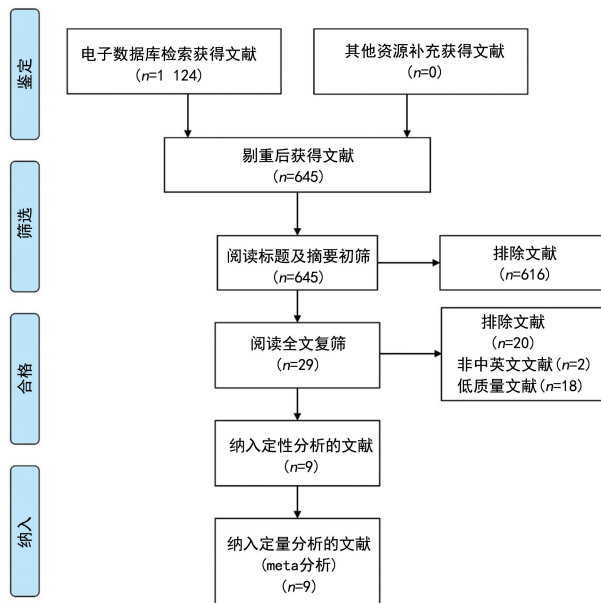 鉴定
电子数据库检索获得文献
(n=1 124)
其他资源补充获得文献
(n=0)
剔重后获得文献
(n=645)
筛选
阅读标题及摘要初筛
(n=645)
排除文献
(n=616)
合格
阅读全文复筛
(n=29)
排除文献
(n=20)
非中英文文献(n=2)
低质量文献(n=18)
纳入定性分析的文献
(n=9)
纳入
纳入定量分析的文献
(meta分析)
(n=9)